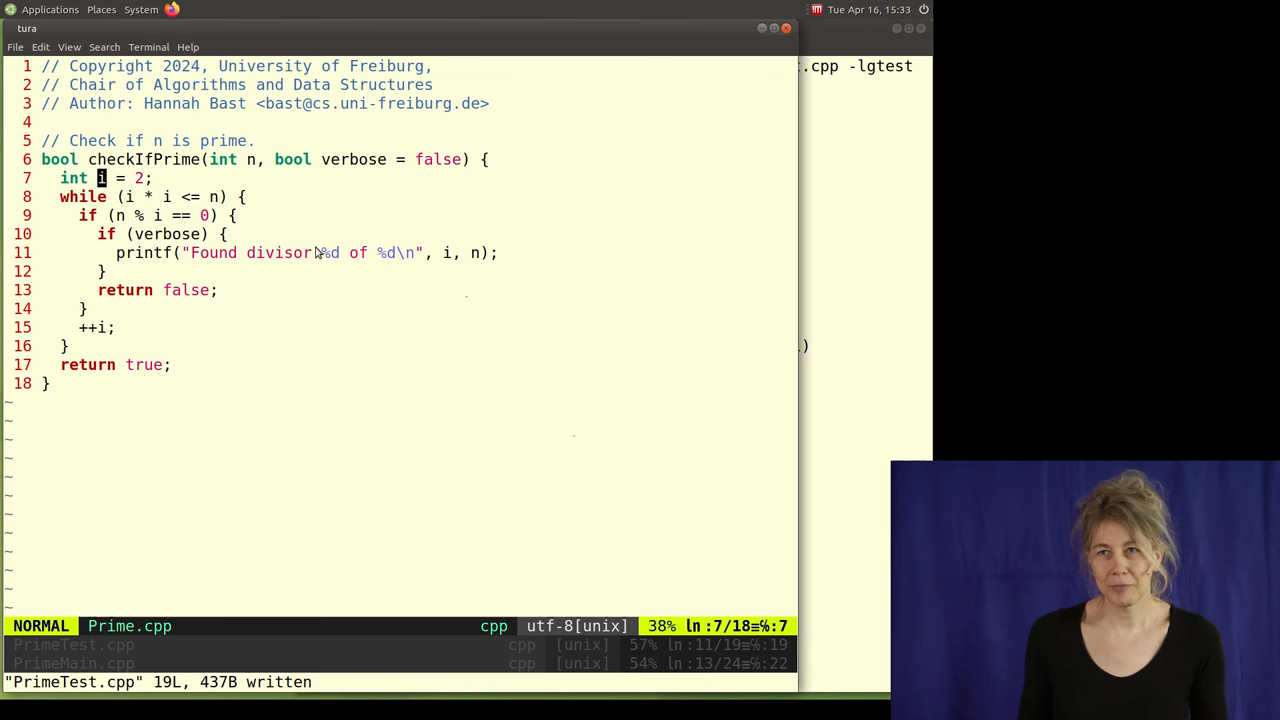 Applications Places System Tue Apr 16, 15:33
tura
File Edit View Search Terminal Help
1 // Copyright 2024, University of Freiburg,
2 // Chair of Algorithms and Data Structures
3 // Author: Hannah Bast <bast@cs.uni-freiburg.de>
4
5 // Check if n is prime.
6 bool checkIfPrime(int n, bool verbose = false) {
7 int i = 2;
8 while (i * i <= n) {
9 if (n % i == 0) {
10 if (verbose) {
11 printf("Found divisor %d of %d\n", i, n);
12 }
13 return false;
14 }
15 ++i;
16 }
17 return true;
18 }
~
~
~
~
~
~
~
~
~
~
~
~
.cpp -lgtest
)
NORMAL Prime.cpp cpp utf-8[unix] 38% ln:7/18≡℅:7
PrimeTest.cpp cpp [unix] 57% ln:11/19≡℅:19
PrimeMain.cpp cpp [unix] 54% ln:13/24≡℅:22
"PrimeTest.cpp" 19L, 437B written